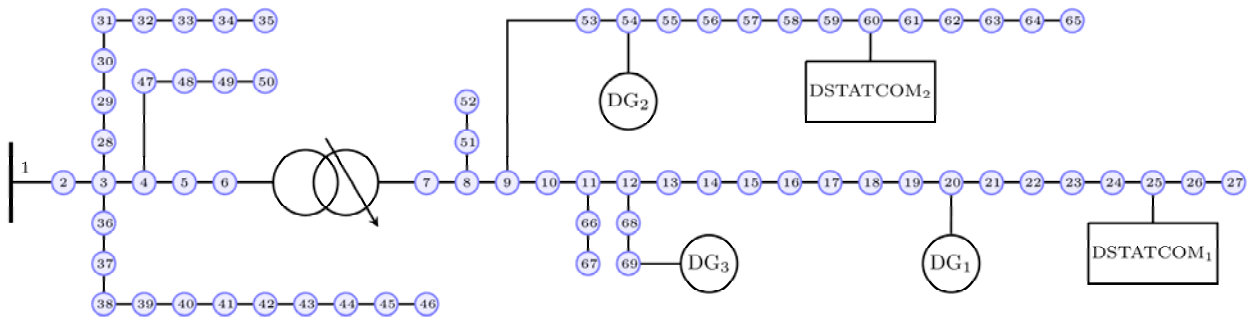 31 32 33 34 35 53 54 55 56 57 58 59 60 61 62 63 64 65
30
47 48 49 50
29 52 DG₂ DSTATCOM₂
28 51
1 2 3 4 5 6 7 8 9 10 11 12 13 14 15 16 17 18 19 20 21 22 23 24 25 26 27
36 66 68
37 67 69 DG₃ DG₁ DSTATCOM₁
38 39 40 41 42 43 44 45 46